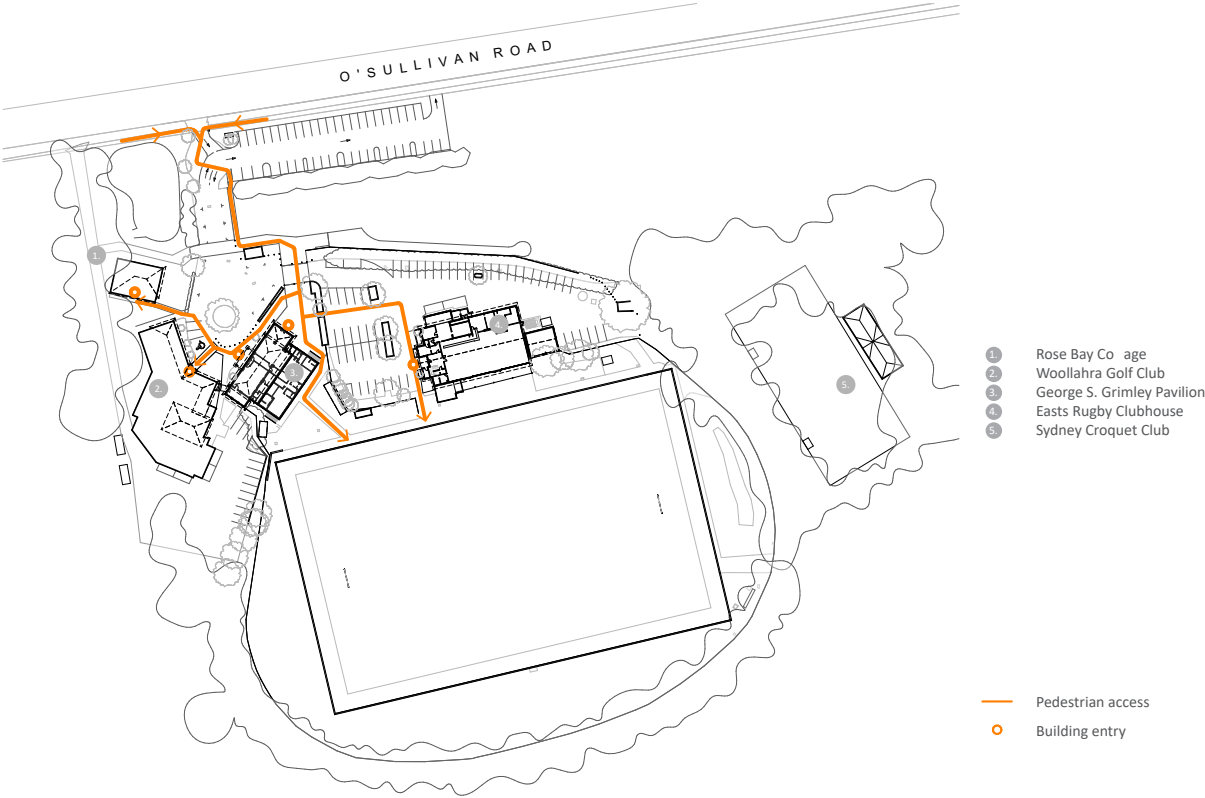 O'SULLIVAN ROAD
1.
2.
3.
4.
5.
1. Rose Bay Co age
2. Woollahra Golf Club
3. George S. Grimley Pavilion
4. Easts Rugby Clubhouse
5. Sydney Croquet Club
Pedestrian access
Building entry